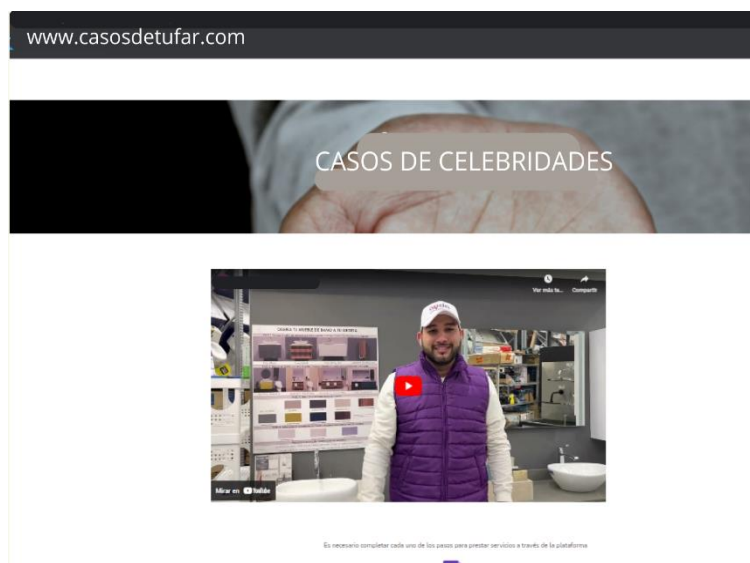 www.casosdetufar.com
CASOS DE CELEBRIDADES
Ver más ta... Compartir
Mirar en YouTube
Es necesario completar cada uno de los pasos para prestar servicios a través de la plataforma